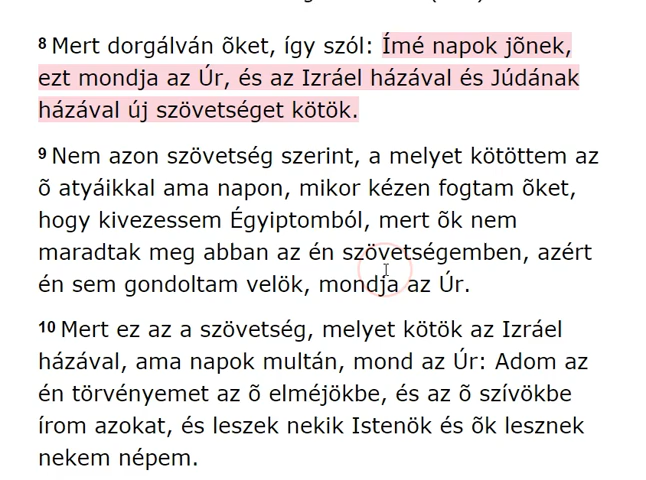 8 Mert dorgálván õket, így szól: Ímé napok jõnek,
ezt mondja az Úr, és az Izráel házával és Júdának
házával új szövetséget kötök.
9 Nem azon szövetség szerint, a melyet kötöttem az
õ atyáikkal ama napon, mikor kézen fogtam õket,
hogy kivezessem Égyiptomból, mert õk nem
maradtak meg abban az én szövetségemben, azért
én sem gondoltam velök, mondja az Úr.
10 Mert ez az a szövetség, melyet kötök az Izráel
házával, ama napok multán, mond az Úr: Adom az
én törvényemet az õ elméjökbe, és az õ szívökbe
írom azokat, és leszek nekik Istenök és õk lesznek
nekem népem.